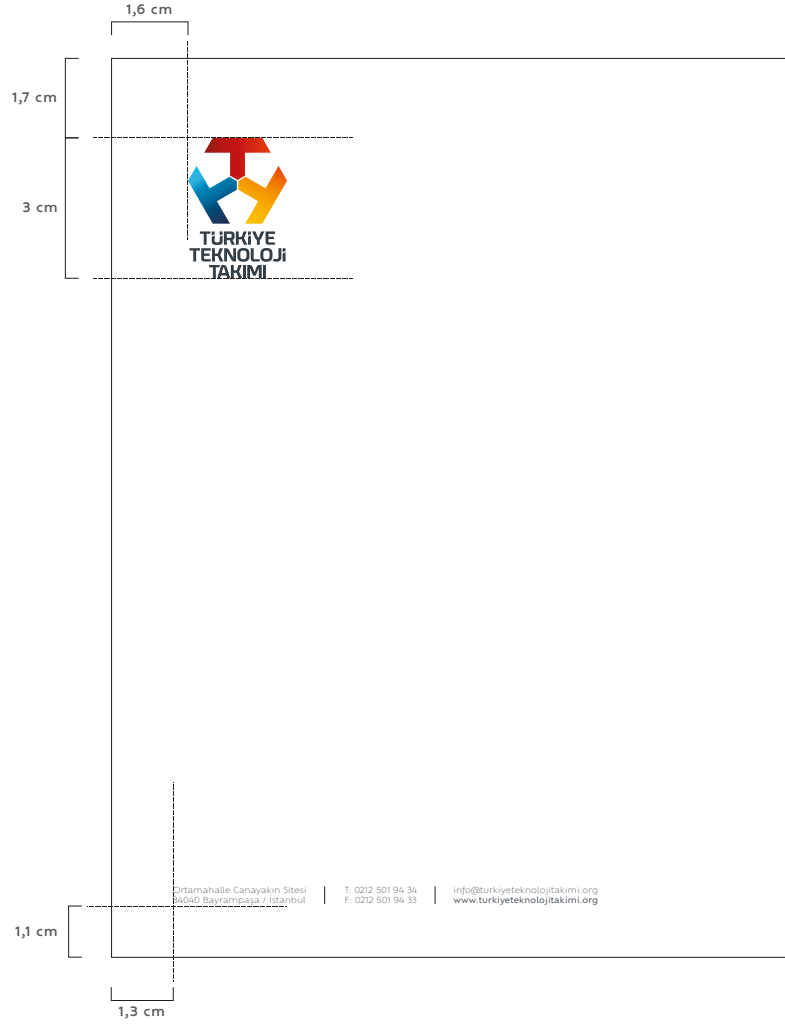 1,6 cm
1,7 cm
3 cm
TÜRKİYE
TEKNOLOJİ
TAKIMI
Ortamahalle Canayakın Sitesi
34040 Bayrampaşa / İstanbul
T: 0212 501 94 34
F: 0212 501 94 33
info@turkiyeteknolojitakimi.org
www.turkiyeteknolojitakimi.org
1,1 cm
1,3 cm